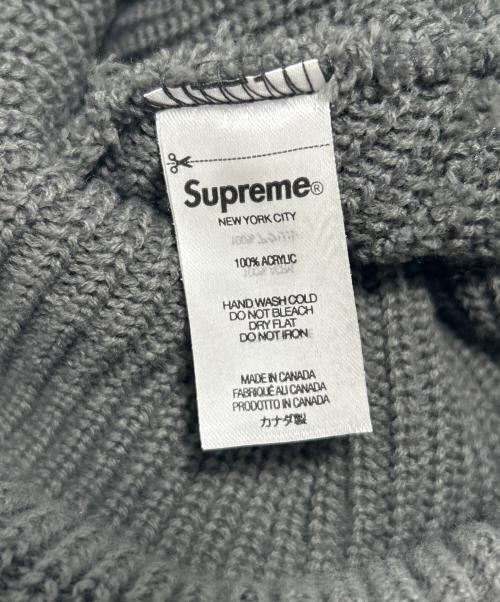 Supreme®
NEW YORK CITY
100% ACRYLIC
HAND WASH COLD
DO NOT BLEACH
DRY FLAT
DO NOT IRON
MADE IN CANADA
FABRIQUÉ AU CANADA
PRODOTTO IN CANADA
カナダ製